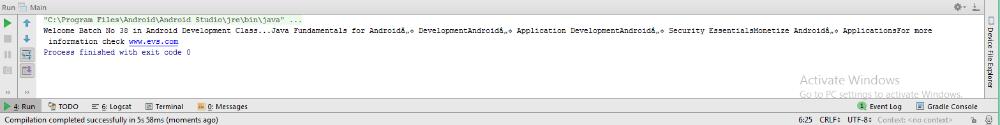 Run Main
"C:\Program Files\Android\Android Studio\jre\bin\java" ...
Welcome Batch No 38 in Android Development Class...Java Fundamentals for Androidâ„¢ DevelopmentAndroidâ„¢ Application DevelopmentAndroidâ„¢ Security EssentialsMonetize Androidâ„¢ ApplicationsFor more
information check www.evs.com
Process finished with exit code 0
Device File Explorer
Activate Windows
Go to PC settings to activate Windows.
4: Run TODO 6: Logcat Terminal 0: Messages 1 Event Log Gradle Console
Compilation completed successfully in 5s 58ms (moments ago) 6:25 CRLF UTF-8 Context: <no context>